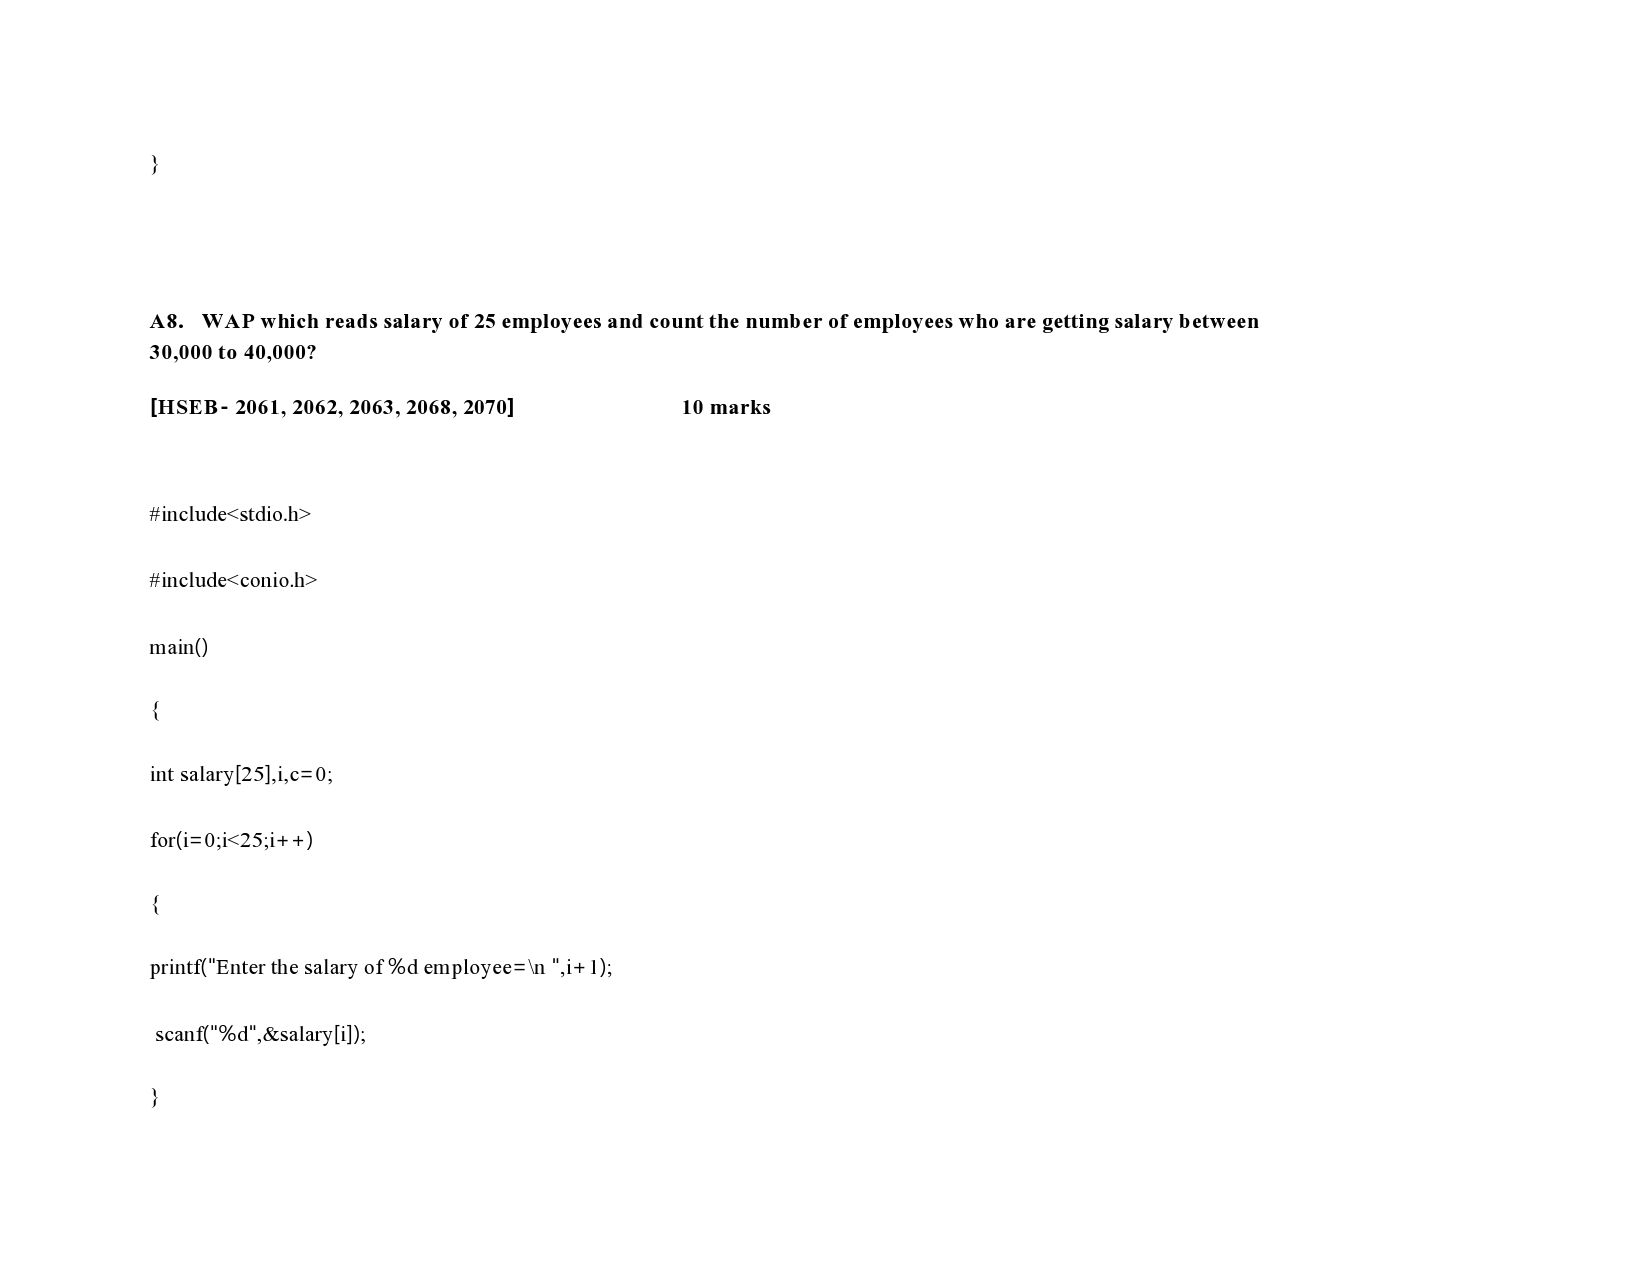 }
A8. WAP which reads salary of 25 employees and count the number of employees who are getting salary between
30,000 to 40,000?
[HSEB- 2061, 2062, 2063, 2068, 2070] 10 marks
#include<stdio.h>
#include<conio.h>
main()
{
int salary[25],i,c=0;
for(i=0;i<25;i++)
{
printf("Enter the salary of %d employee=\n ",i+1);
scanf("%d",&salary[i]);
}